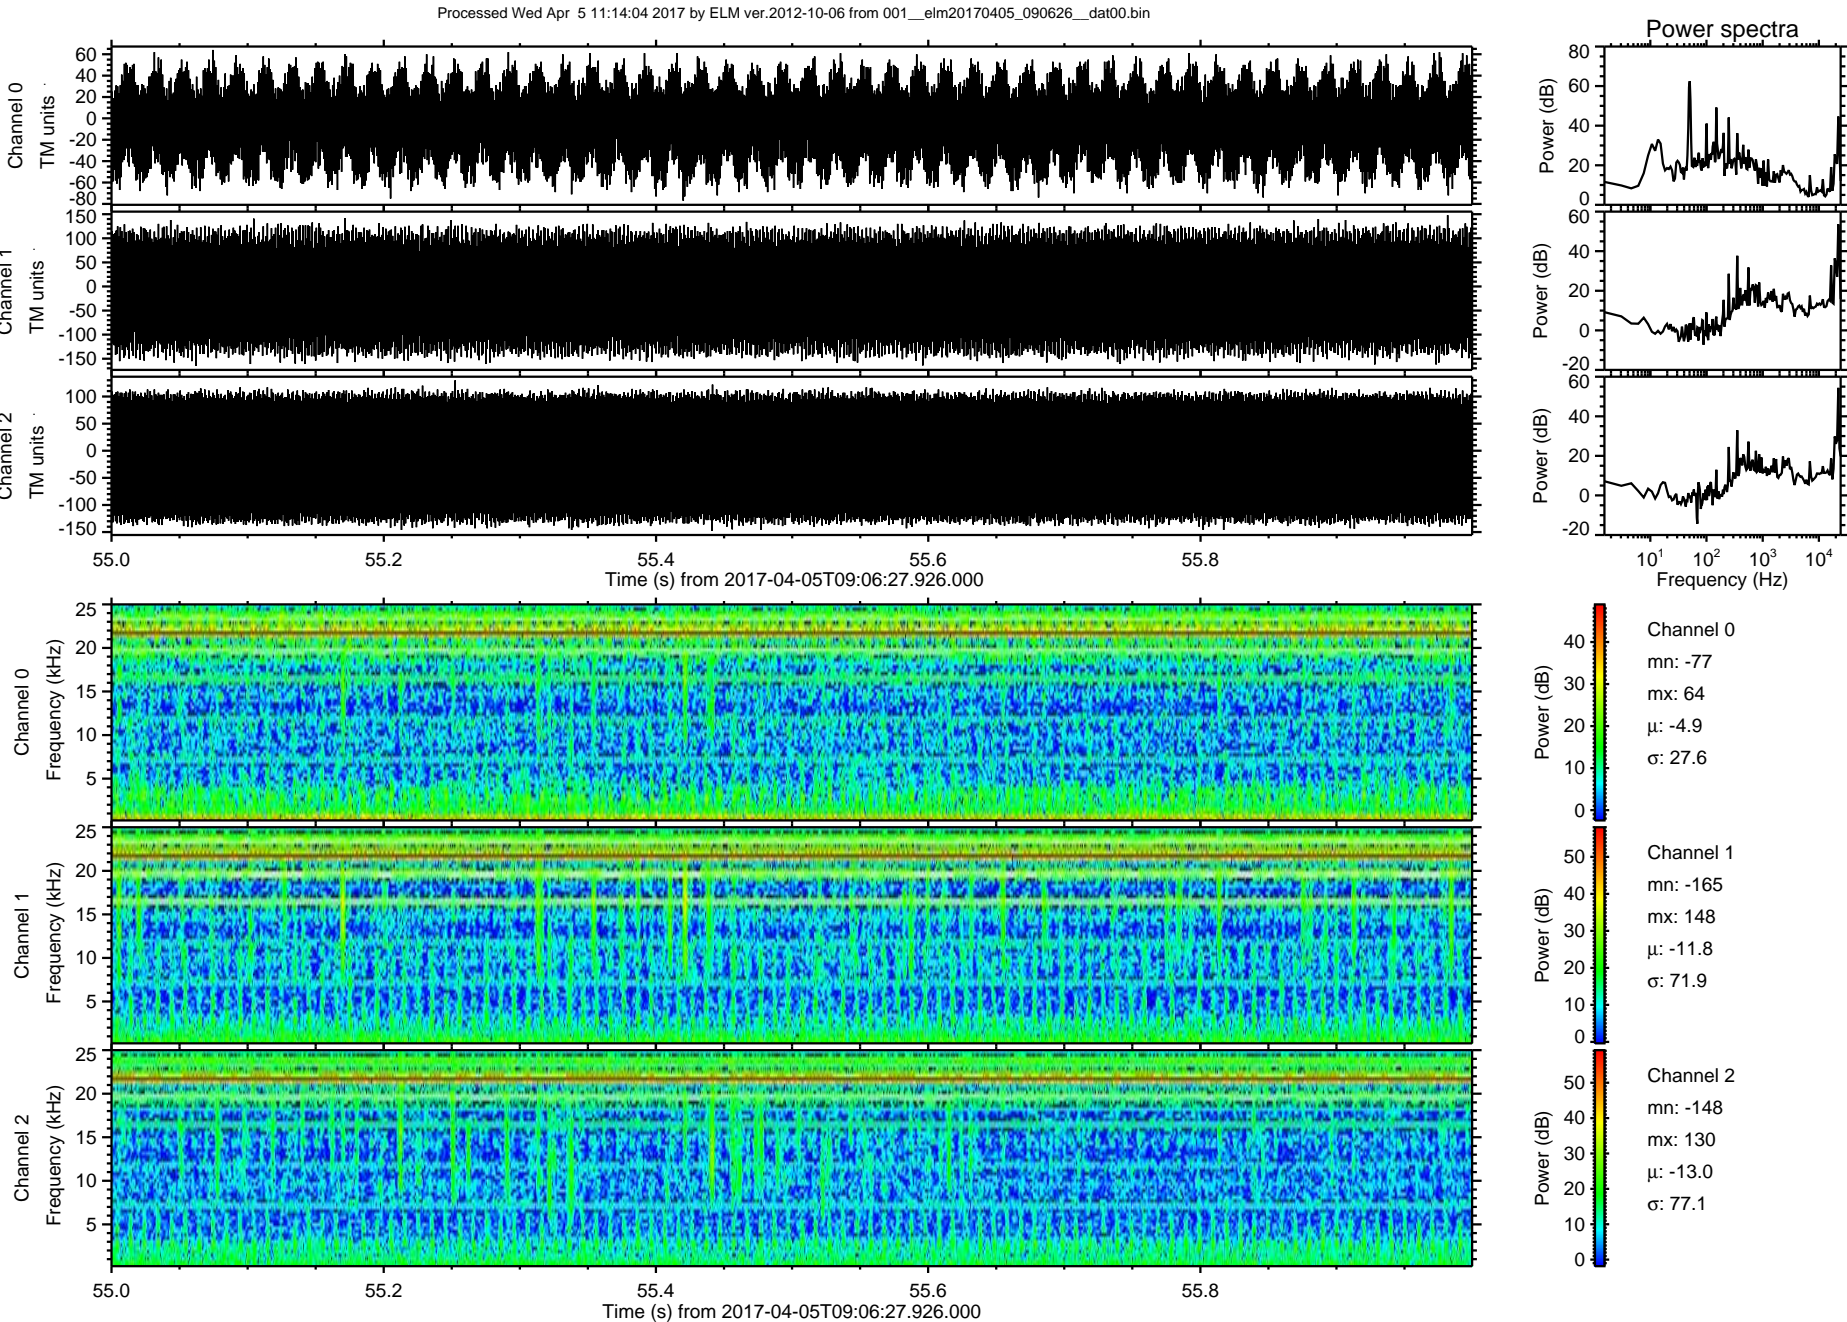 Processed Wed Apr  5 11:14:04 2017 by ELM ver.2012-10-06 from 001__elm20170405_090626__dat00.bin
Power spectra
Channel 0
TM units
60
40
20
0
-20
-40
-60
-80
Power (dB)
80
60
40
20
0
Channel 1
TM units
150
100
50
0
-50
-100
-150
Power (dB)
60
40
20
0
-20
Channel 2
TM units
100
50
0
-50
-100
-150
Power (dB)
60
40
20
0
-20
55.0 55.2 55.4 55.6 55.8
Time (s) from 2017-04-05T09:06:27.926.000
10^1 10^2 10^3 10^4
Frequency (Hz)
Channel 0
Frequency (kHz)
25
20
15
10
5
Power (dB)
40
30
20
10
0
Channel 0
mn: -77
mx: 64
μ: -4.9
σ: 27.6
Channel 1
Frequency (kHz)
25
20
15
10
5
Power (dB)
50
40
30
20
10
0
Channel 1
mn: -165
mx: 148
μ: -11.8
σ: 71.9
Channel 2
Frequency (kHz)
25
20
15
10
5
Power (dB)
50
40
30
20
10
0
Channel 2
mn: -148
mx: 130
μ: -13.0
σ: 77.1
55.0 55.2 55.4 55.6 55.8
Time (s) from 2017-04-05T09:06:27.926.000